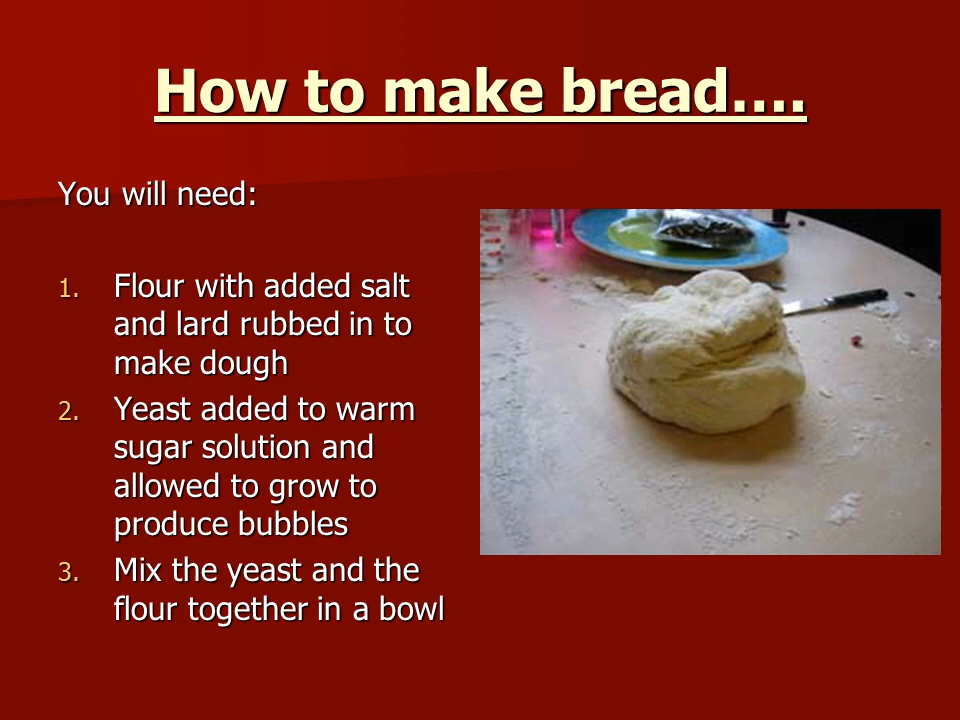 How to make bread....
You will need:
1. Flour with added salt
and lard rubbed in to
make dough
2. Yeast added to warm
sugar solution and
allowed to grow to
produce bubbles
3. Mix the yeast and the
flour together in a bowl